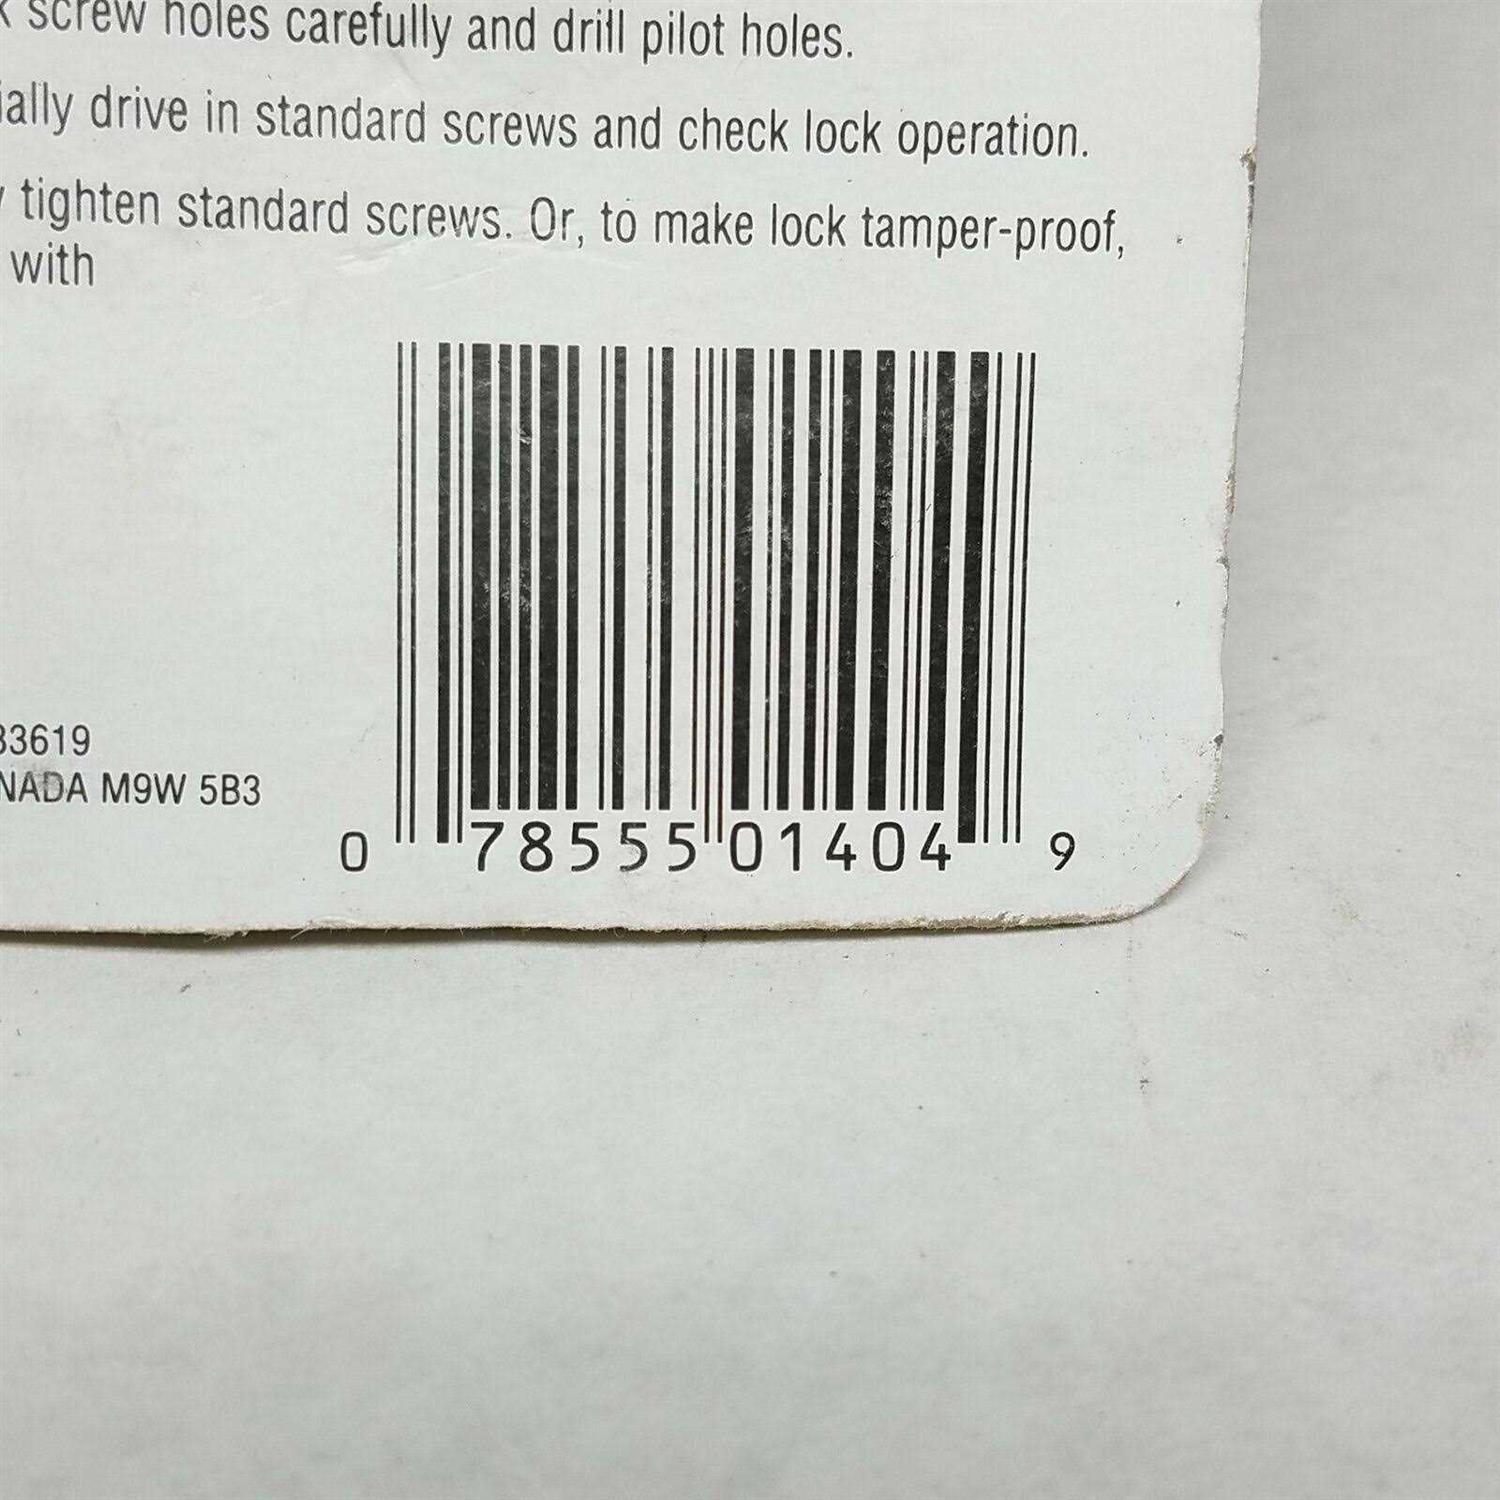 screw holes carefully and drill pilot holes.
ially drive in standard screws and check lock operation.
tighten standard screws. Or, to make lock tamper-proof,
with
33619
NADA M9W 5B3
0 78555 01404 9